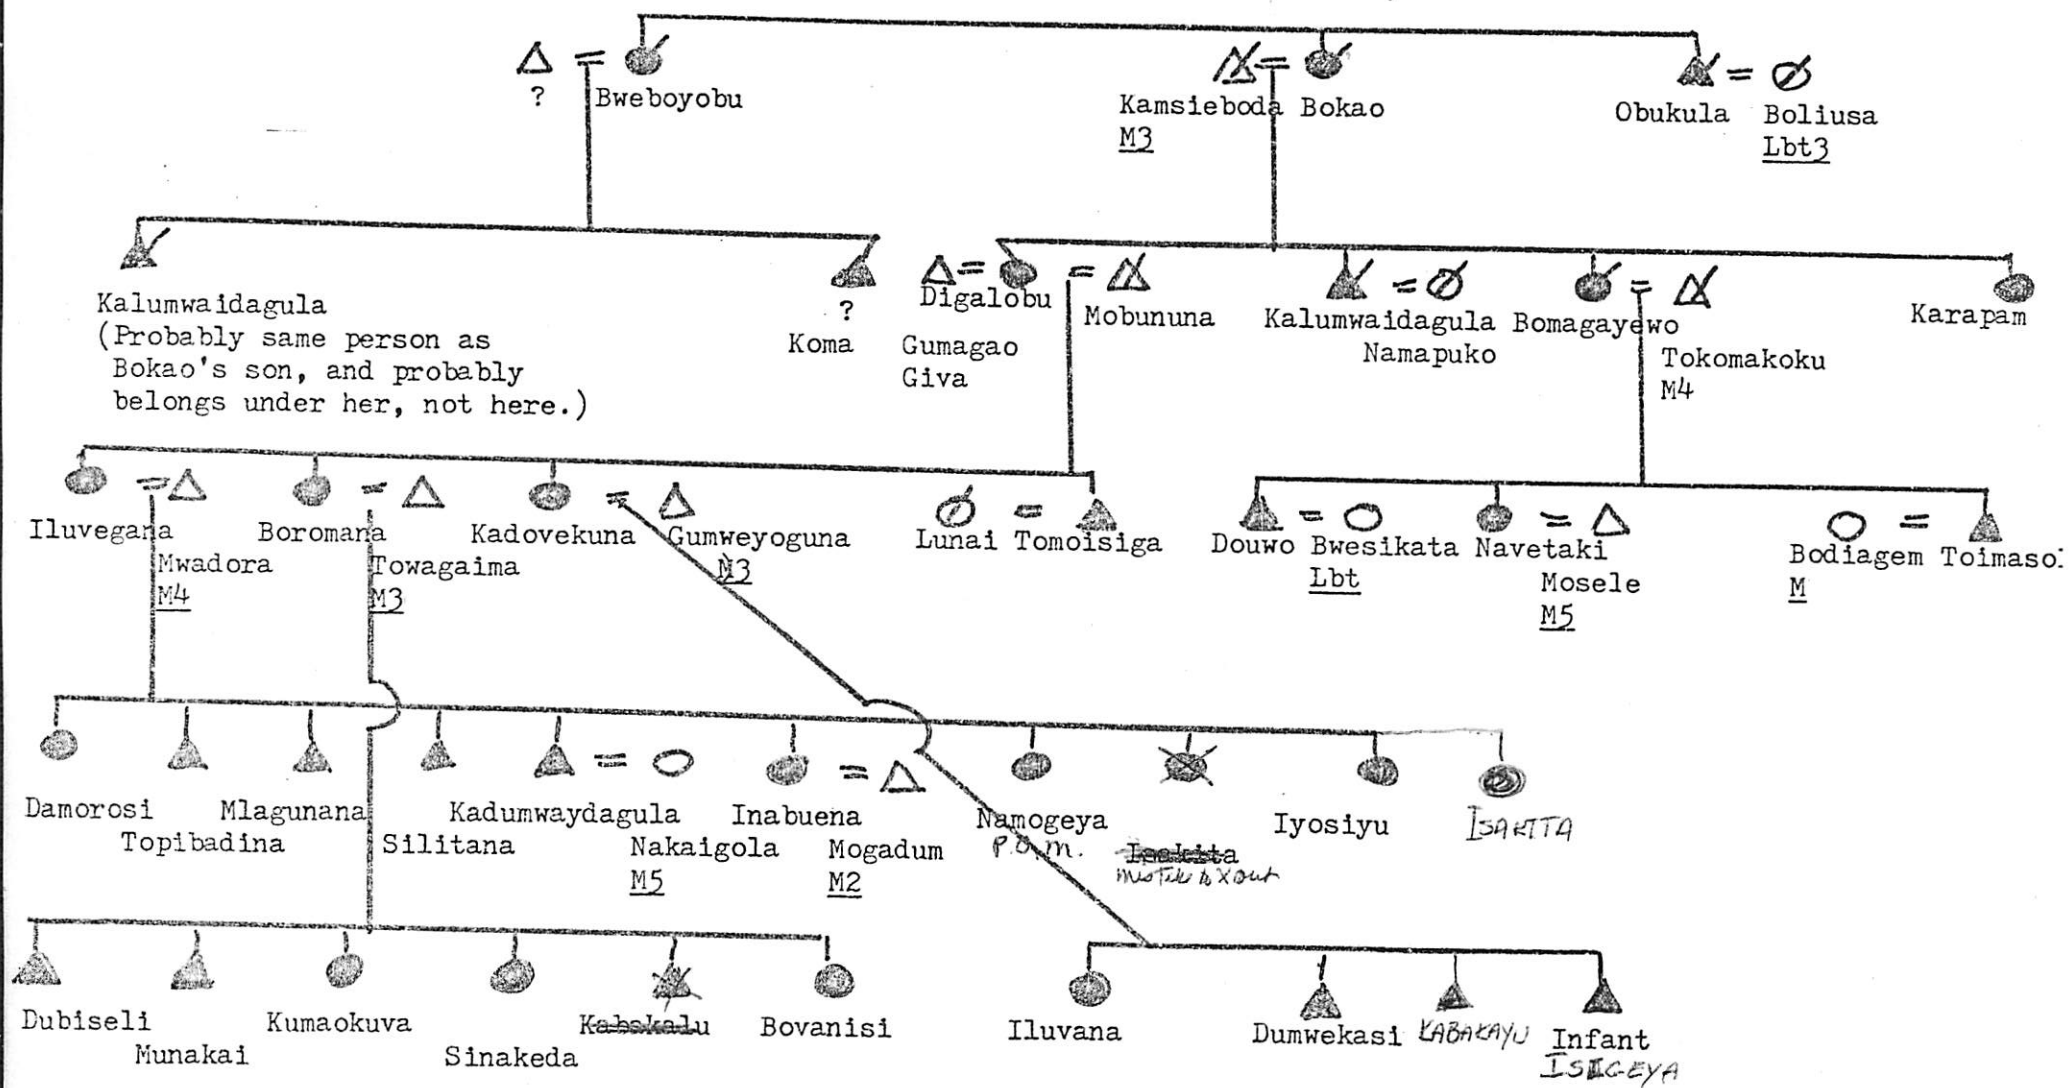 ?
Bweboyobu
Kamsieboda Bokao
M3
Obukula Boliusa
Lbt3
Kalumwaidagula
(Probably same person as
Bokao's son, and probably
belongs under her, not here.)
?
Koma
Digalobu
Gumagao
Giva
Mobununa
Kalumwaidagula Bomagayewo
Namapuko
Tokomakoku
M4
Karapam
Iluvegana
Mwadora
M4
Boromana
Towagaima
M3
Kadovekuna
Gumweyoguna
M3
Lunai Tomoisiga
Douwo Bwesikata Navetaki
Lbt
Mosele
M5
Bodiagem Toimaso
M
Damorosi
Topibadina
Mlagunana
Silitana
Kadumwaydagula
Nakaigola
M5
Inabuena
Mogadum
M2
Namogeya
P.O.M.
Iyosiyu
Dubiseli
Munakai
Kumaokuva
Sinakeda
Bovanisi
Iluvana
Dumwekasi
KABAKAYU
Infant